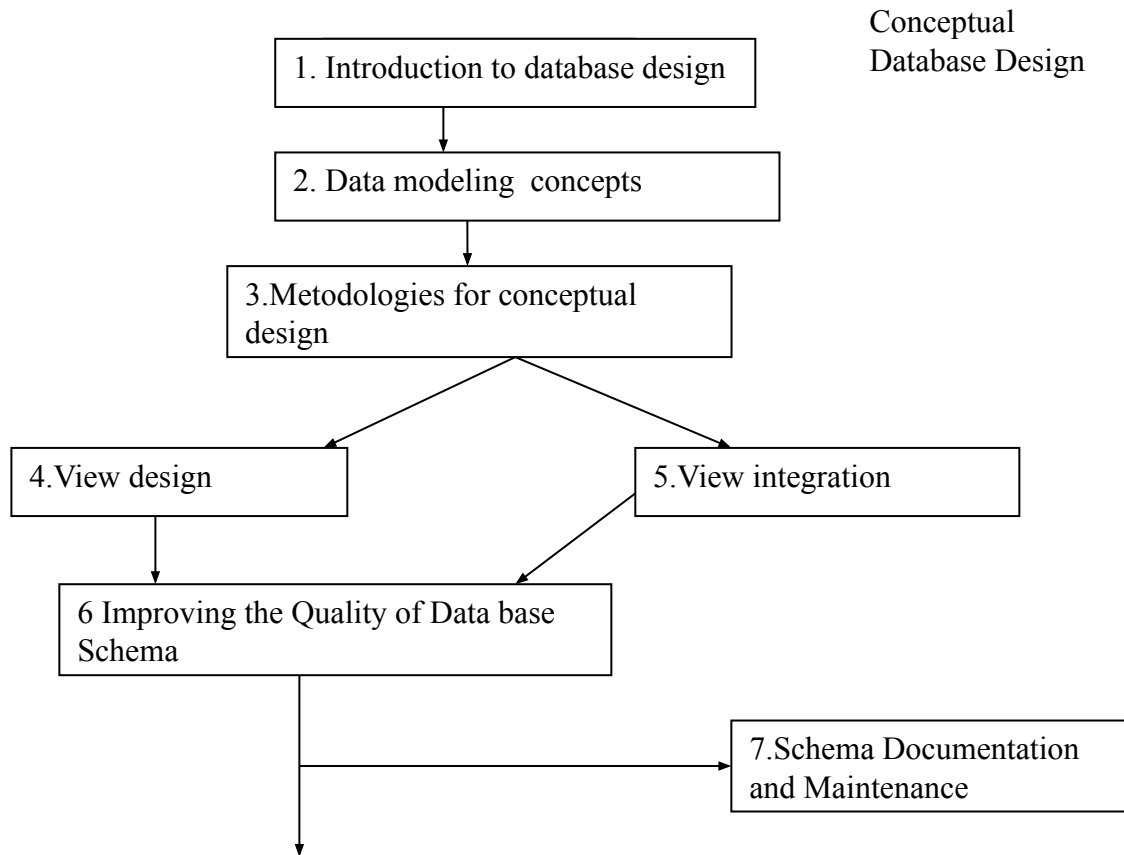 Conceptual
Database Design
1. Introduction to database design
2. Data modeling concepts
3.Metodologies for conceptual
design
4.View design
5.View integration
6 Improving the Quality of Data base
Schema
7.Schema Documentation
and Maintenance